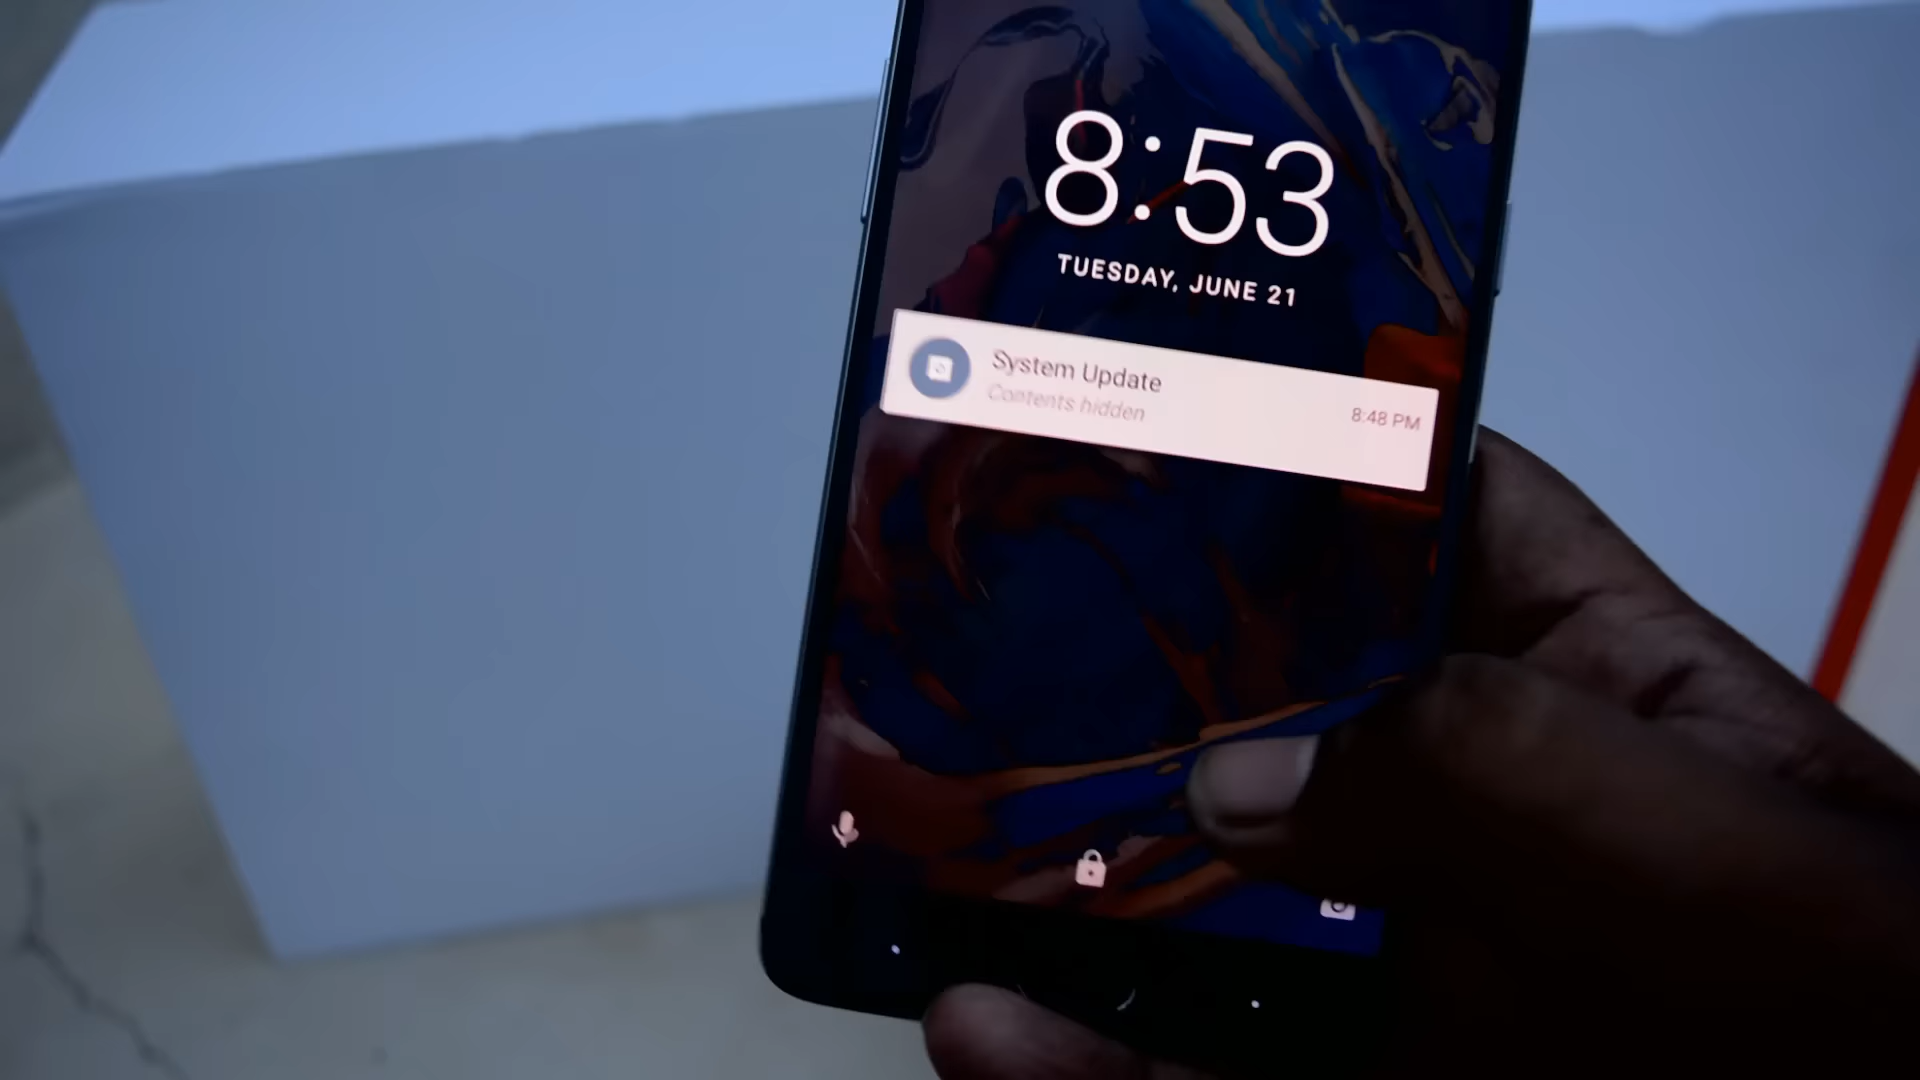 8:53
TUESDAY, JUNE 21
System Update
Contents hidden
8:48 PM